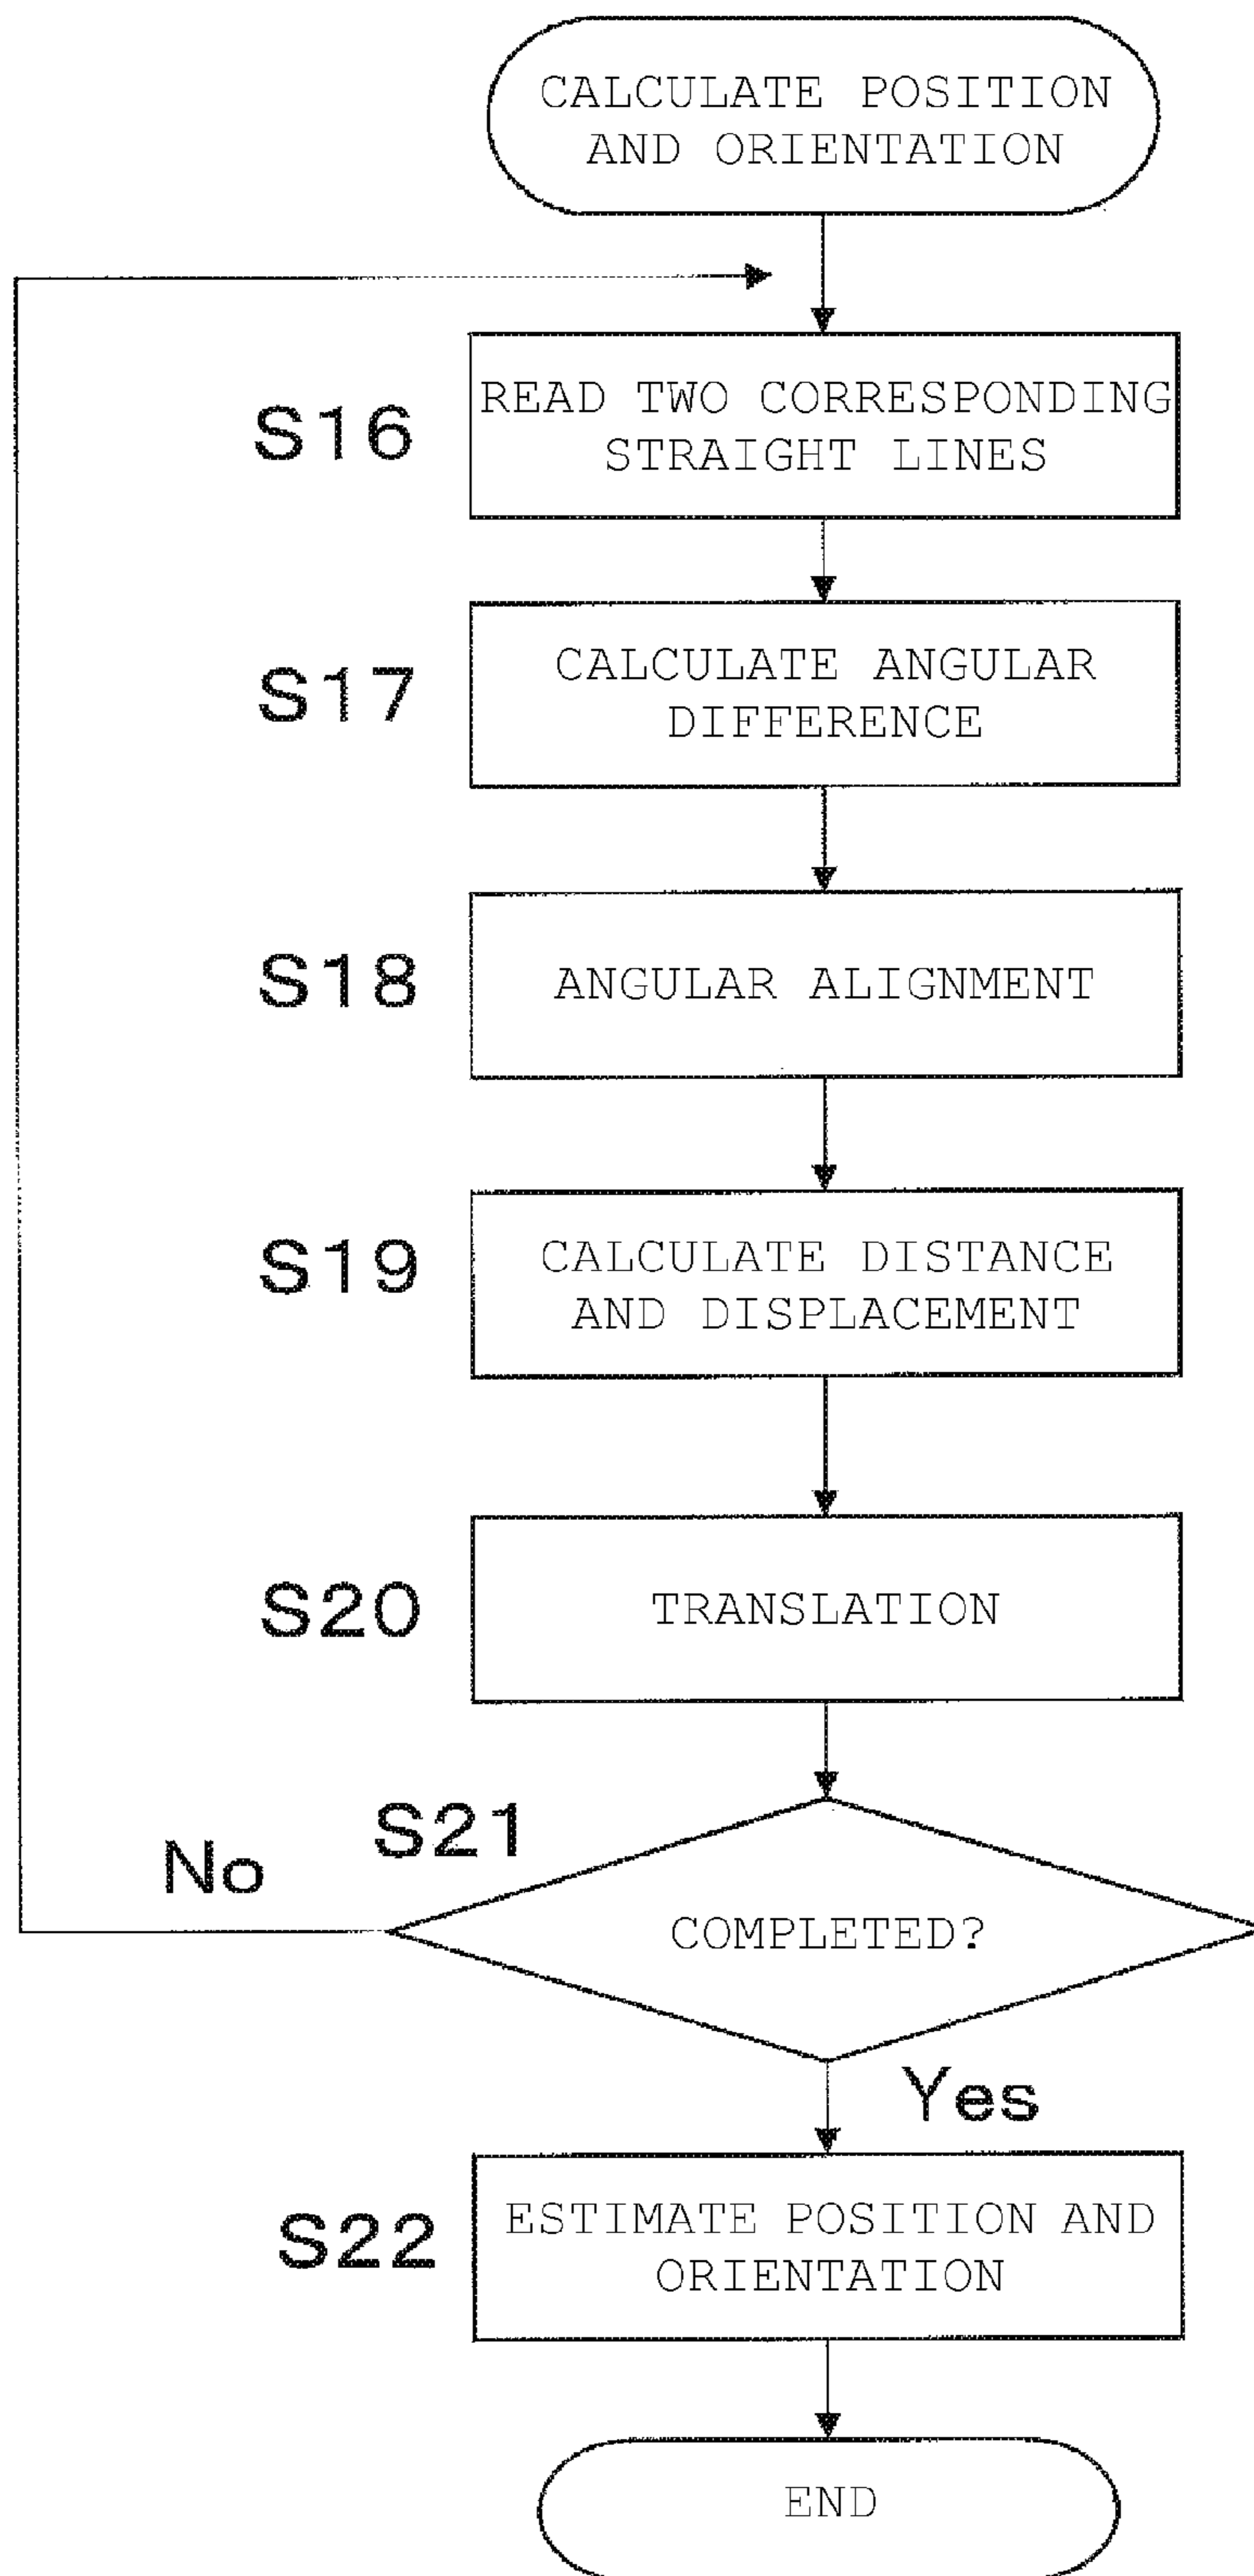 CALCULATE POSITION
AND ORIENTATION
S16
READ TWO CORRESPONDING
STRAIGHT LINES
S17
CALCULATE ANGULAR
DIFFERENCE
S18
ANGULAR ALIGNMENT
S19
CALCULATE DISTANCE
AND DISPLACEMENT
S20
TRANSLATION
S21
No
COMPLETED?
Yes
S22
ESTIMATE POSITION AND
ORIENTATION
END